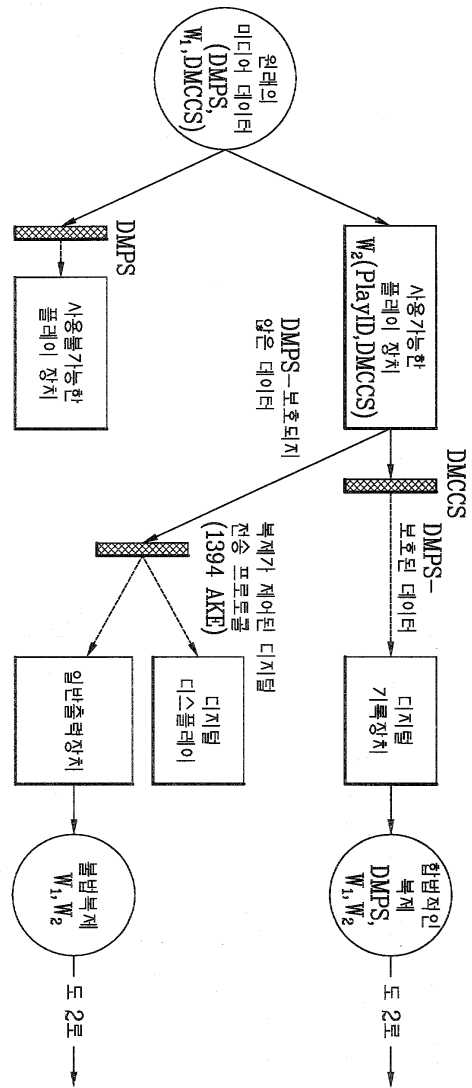 원래의
미디어 데이터
(DMPS,
W₁,DMCCS)
DMPS
사용불가능한
플레이 장치
사용가능한
플레이 장치
W₂(PlayID,DMCCS)
DMPS-보호되지
않은 데이터
DMCCS
DMPS-
보호된 데이터
복제가 제어된 디지털
전송 프로토콜
(1394 AKE)
디지털
기록장치
디지털
디스플레이
일반출력장치
합법적인
복제
DMPS,
W₁,W₂
불법복제
W₁,W₂
도 2로
도 2로